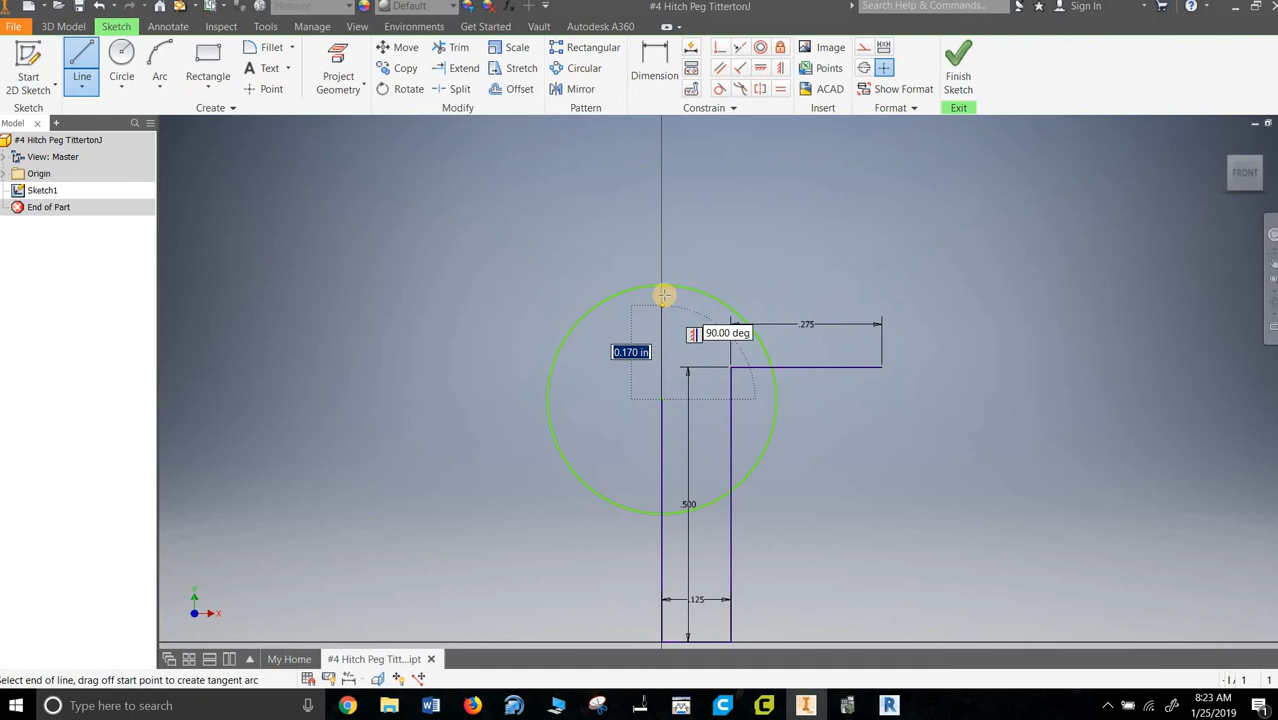 Material
Default
#4 Hitch Peg TittertonJ
Search Help & Commands...
Sign In
File
3D Model
Sketch
Annotate
Inspect
Tools
Manage
View
Environments
Get Started
Vault
Autodesk A360
Start
2D Sketch
Line
Circle
Arc
Rectangle
Fillet
Text
Point
Project
Geometry
Move
Copy
Rotate
Trim
Extend
Split
Scale
Stretch
Offset
Rectangular
Circular
Mirror
Dimension
Image
Points
ACAD
Show Format
Finish
Sketch
Sketch
Create
Modify
Pattern
Constrain
Insert
Format
Exit
Model
#4 Hitch Peg TittertonJ
View: Master
Origin
Sketch1
End of Part
FRONT
.275
90.00 deg
0.170 in
.500
.125
Y
X
My Home
#4 Hitch Peg Titt...ipt
Select end of line, drag off start point to create tangent arc
1
1
Type here to search
8:23 AM
1/25/2019